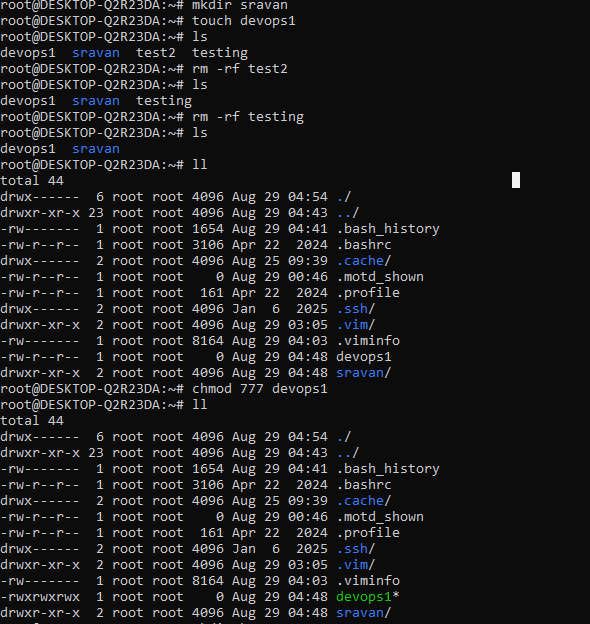 root@DESKTOP-Q2R23DA:~# mkdir sravan
root@DESKTOP-Q2R23DA:~# touch devops1
root@DESKTOP-Q2R23DA:~# ls
devops1  sravan  test2  testing
root@DESKTOP-Q2R23DA:~# rm -rf test2
root@DESKTOP-Q2R23DA:~# ls
devops1  sravan  testing
root@DESKTOP-Q2R23DA:~# rm -rf testing
root@DESKTOP-Q2R23DA:~# ls
devops1  sravan
root@DESKTOP-Q2R23DA:~# ll
total 44
drwx------  6 root root 4096 Aug 29 04:54 ./
drwxr-xr-x 23 root root 4096 Aug 29 04:43 ../
-rw-------  1 root root 1654 Aug 29 04:41 .bash_history
-rw-r--r--  1 root root 3106 Apr 22  2024 .bashrc
drwx------  2 root root 4096 Aug 25 09:39 .cache/
-rw-r--r--  1 root root    0 Aug 29 00:46 .motd_shown
-rw-r--r--  1 root root  161 Apr 22  2024 .profile
drwx------  2 root root 4096 Jan  6  2025 .ssh/
drwxr-xr-x  2 root root 4096 Aug 29 03:05 .vim/
-rw-------  1 root root 8164 Aug 29 04:03 .viminfo
-rw-r--r--  1 root root    0 Aug 29 04:48 devops1
drwxr-xr-x  2 root root 4096 Aug 29 04:48 sravan/
root@DESKTOP-Q2R23DA:~# chmod 777 devops1
root@DESKTOP-Q2R23DA:~# ll
total 44
drwx------  6 root root 4096 Aug 29 04:54 ./
drwxr-xr-x 23 root root 4096 Aug 29 04:43 ../
-rw-------  1 root root 1654 Aug 29 04:41 .bash_history
-rw-r--r--  1 root root 3106 Apr 22  2024 .bashrc
drwx------  2 root root 4096 Aug 25 09:39 .cache/
-rw-r--r--  1 root root    0 Aug 29 00:46 .motd_shown
-rw-r--r--  1 root root  161 Apr 22  2024 .profile
drwx------  2 root root 4096 Jan  6  2025 .ssh/
drwxr-xr-x  2 root root 4096 Aug 29 03:05 .vim/
-rw-------  1 root root 8164 Aug 29 04:03 .viminfo
-rwxrwxrwx  1 root root    0 Aug 29 04:48 devops1*
drwxr-xr-x  2 root root 4096 Aug 29 04:48 sravan/